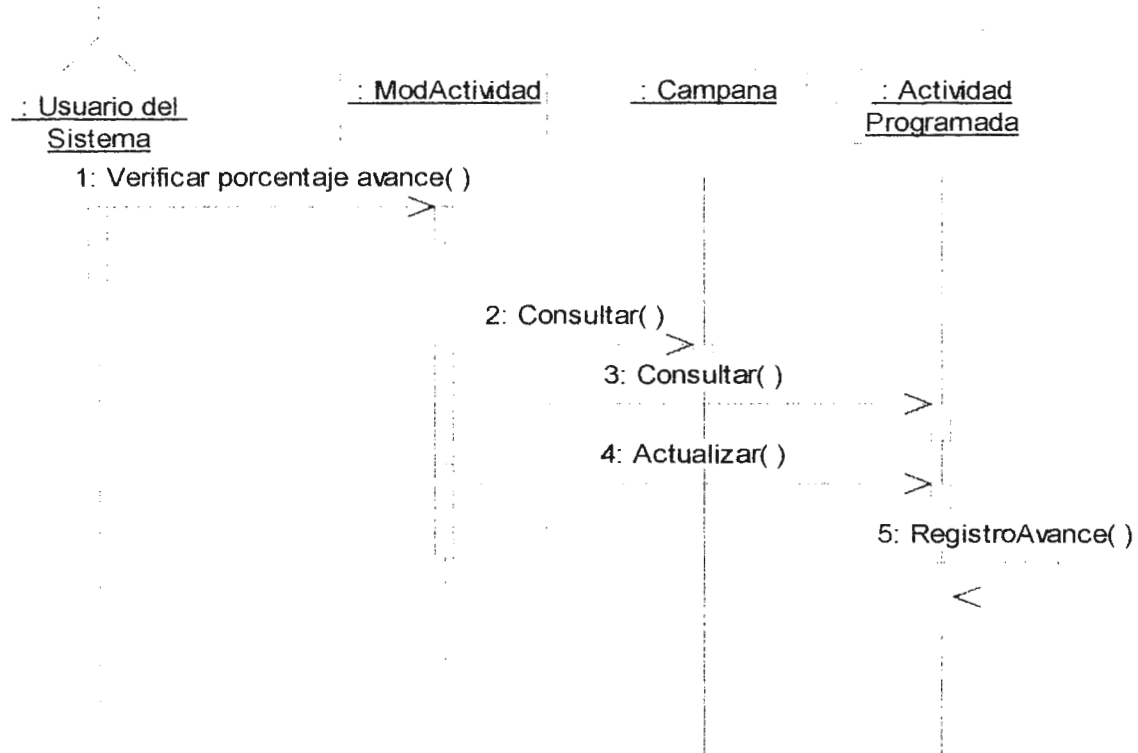 : Usuario del
Sistema
: ModActividad
: Campana
: Actividad
Programada
1: Verificar porcentaje avance( )
2: Consultar( )
3: Consultar( )
4: Actualizar( )
5: RegistroAvance( )